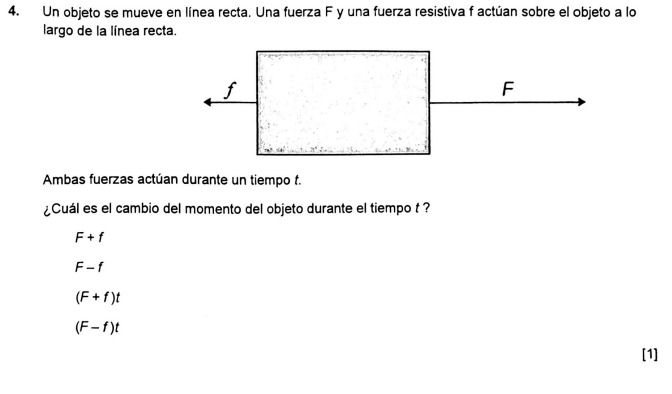 4. Un objeto se mueve en línea recta. Una fuerza F y una fuerza resistiva f actúan sobre el objeto a lo
largo de la línea recta.
f
F
Ambas fuerzas actúan durante un tiempo t.
¿Cuál es el cambio del momento del objeto durante el tiempo t ?
F + f
F – f
(F + f)t
(F – f)t
[1]